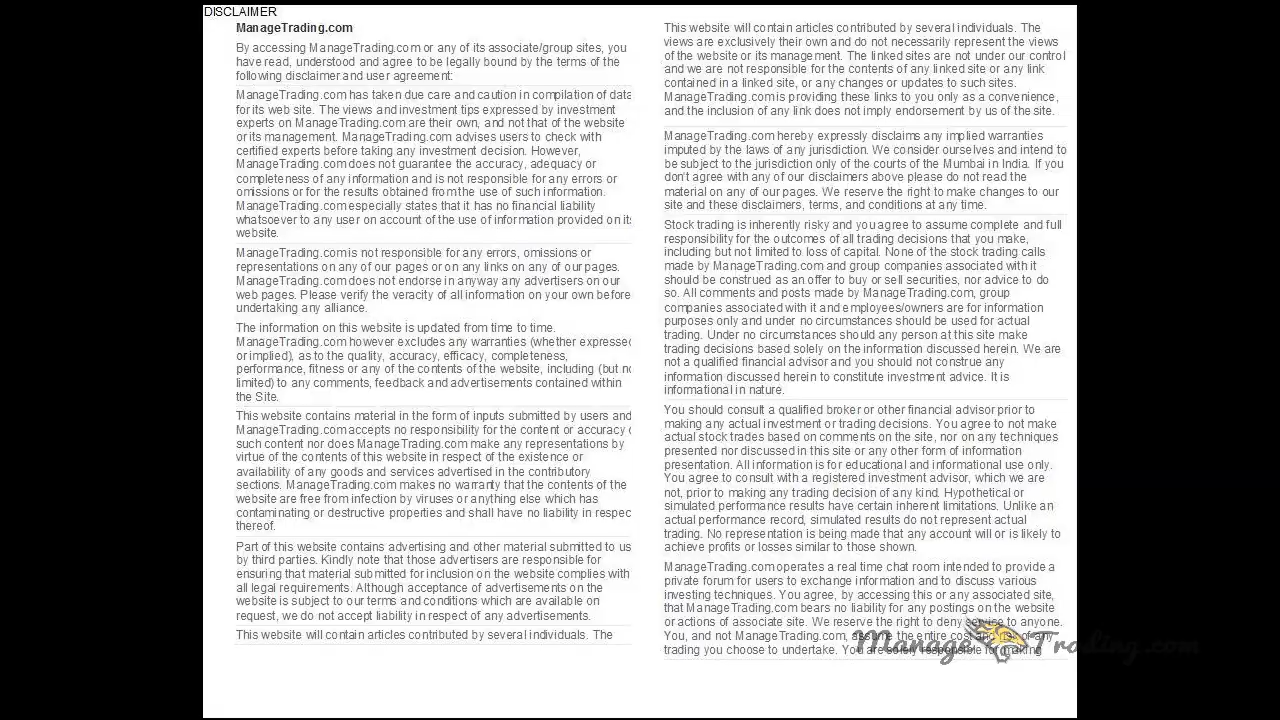 DISCLAIMER
ManageTrading.com
By accessing ManageTrading.com or any of its associate/group sites, you
have read, understood and agree to be legally bound by the terms of the
following disclaimer and user agreement:
ManageTrading.com has taken due care and caution in compilation of data
for its web site. The views and investment tips expressed by investment
experts on ManageTrading.com are their own, and not that of the website
or its management. ManageTrading.com advises users to check with
certified experts before taking any investment decision. However,
ManageTrading.com does not guarantee the accuracy, adequacy or
completeness of any information and is not responsible for any errors or
omissions or for the results obtained from the use of such information.
ManageTrading.com especially states that it has no financial liability
whatsoever to any user on account of the use of information provided on its
website.
ManageTrading.com is not responsible for any errors, omissions or
representations on any of our pages or on any links on any of our pages.
ManageTrading.com does not endorse in anyway any advertisers on our
web pages. Please verify the veracity of all information on your own before
undertaking any alliance.
The information on this website is updated from time to time.
ManageTrading.com however excludes any warranties (whether expressed
or implied), as to the quality, accuracy, efficacy, completeness,
performance, fitness or any of the contents of the website, including (but no
limited) to any comments, feedback and advertisements contained within
the Site.
This website contains material in the form of inputs submitted by users and
ManageTrading.com accepts no responsibility for the content or accuracy
such content nor does ManageTrading.com make any representations by
virtue of the contents of this website in respect of the existence or
availability of any goods and services advertised in the contributory
sections. ManageTrading.com makes no warranty that the contents of the
website are free from infection by viruses or anything else which has
contaminating or destructive properties and shall have no liability in respec
thereof.
Part of this website contains advertising and other material submitted to us
by third parties. Kindly note that those advertisers are responsible for
ensuring that material submitted for inclusion on the website complies with
all legal requirements. Although acceptance of advertisements on the
website is subject to our terms and conditions which are available on
request, we do not accept liability in respect of any advertisements.
This website will contain articles contributed by several individuals. The
This website will contain articles contributed by several individuals. The
views are exclusively their own and do not necessarily represent the views
of the website or its management. The linked sites are not under our control
and we are not responsible for the contents of any linked site or any link
contained in a linked site, or any changes or updates to such sites.
ManageTrading.com is providing these links to you only as a convenience,
and the inclusion of any link does not imply endorsement by us of the site.
ManageTrading.com hereby expressly disclaims any implied warranties
imputed by the laws of any jurisdiction. We consider ourselves and intend to
be subject to the jurisdiction only of the courts of the Mumbai in India. If you
don't agree with any of our disclaimers above please do not read the
material on any of our pages. We reserve the right to make changes to our
site and these disclaimers, terms, and conditions at any time.
Stock trading is inherently risky and you agree to assume complete and full
responsibility for the outcomes of all trading decisions that you make,
including but not limited to loss of capital. None of the stock trading calls
made by ManageTrading.com and group companies associated with it
should be construed as an offer to buy or sell securities, nor advice to do
so. All comments and posts made by ManageTrading.com, group
companies associated with it and employees/owners are for information
purposes only and under no circumstances should be used for actual
trading. Under no circumstances should any person at this site make
trading decisions based solely on the information discussed herein. We are
not a qualified financial advisor and you should not construe any
information discussed herein to constitute investment advice. It is
informational in nature.
You should consult a qualified broker or other financial advisor prior to
making any actual investment or trading decisions. You agree to not make
actual stock trades based on comments on the site, nor on any techniques
presented nor discussed in this site or any other form of information
presentation. All information is for educational and informational use only.
You agree to consult with a registered investment advisor, which we are
not, prior to making any trading decision of any kind. Hypothetical or
simulated performance results have certain inherent limitations. Unlike an
actual performance record, simulated results do not represent actual
trading. No representation is being made that any account will or is likely to
achieve profits or losses similar to those shown.
ManageTrading.com operates a real time chat room intended to provide a
private forum for users to exchange information and to discuss various
investing techniques. You agree, by accessing this or any associated site,
that ManageTrading.com bears no liability for any postings on the website
or actions of associate site. We reserve the right to deny service to anyone.
You, and not ManageTrading.com, assume the entire cost and risk of any
trading you choose to undertake. You are solely responsible for making
Manage Trading.com